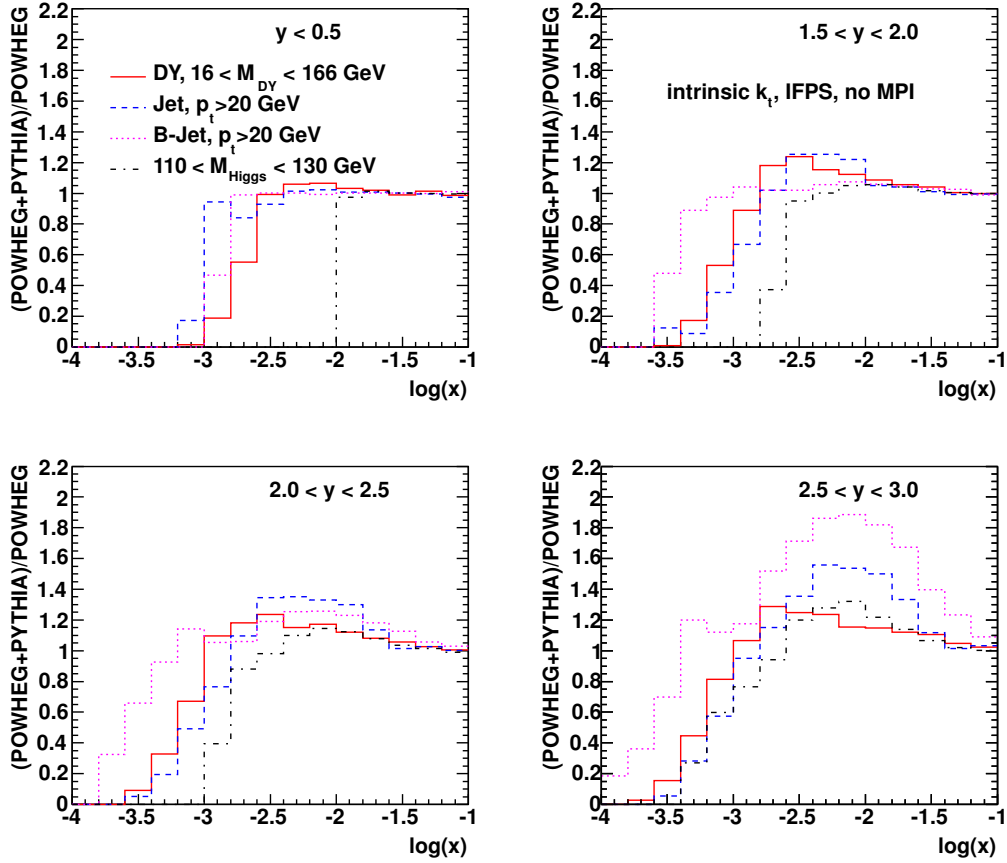 (POWHEG+PYTHIA)/POWHEG
2.2
2
1.8
1.6
1.4
1.2
1
0.8
0.6
0.4
0.2
0
y < 0.5
DY, 16 < M_DY < 166 GeV
Jet, p_t >20 GeV
B-Jet, p_t >20 GeV
110 < M_Higgs < 130 GeV
-4 -3.5 -3 -2.5 -2 -1.5 -1
log(x)
(POWHEG+PYTHIA)/POWHEG
2.2
2
1.8
1.6
1.4
1.2
1
0.8
0.6
0.4
0.2
0
1.5 < y < 2.0
intrinsic k_t, IFPS, no MPI
-4 -3.5 -3 -2.5 -2 -1.5 -1
log(x)
(POWHEG+PYTHIA)/POWHEG
2.2
2
1.8
1.6
1.4
1.2
1
0.8
0.6
0.4
0.2
0
2.0 < y < 2.5
-4 -3.5 -3 -2.5 -2 -1.5 -1
log(x)
(POWHEG+PYTHIA)/POWHEG
2.2
2
1.8
1.6
1.4
1.2
1
0.8
0.6
0.4
0.2
0
2.5 < y < 3.0
-4 -3.5 -3 -2.5 -2 -1.5 -1
log(x)